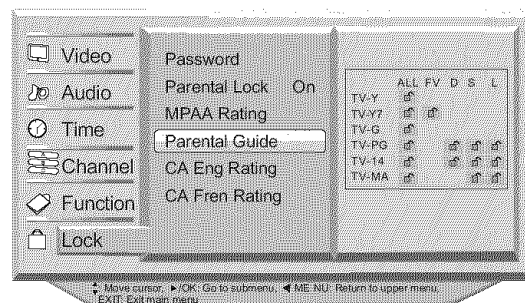 Video
Audio
Time
Channel
Function
Lock
Password
Parental Lock On
MPAA Rating
Parental Guide
CA Eng Rating
CA Fren Rating
ALL FV D S L
TV-Y
TV-Y7
TV-G
TV-PG
TV-14
TV-MA
Move cursor, ►/OK: Go to submenu, ◄ ME NU: Return to upper menu,
EXIT: Exit main menu